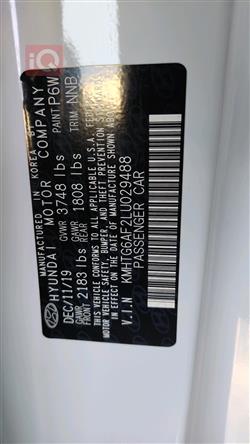 MANUFACTURED IN KOREA BY
HYUNDAI MOTOR COMPANY
PAINT: P6W
DEC/11/19
GVWR 3748 lbs
TRIM: NNB
GAWR FRONT 2183 lbs
GAWR REAR 1808 lbs
THIS VEHICLE CONFORMS TO ALL APPLICABLE U.S.A. FEDERAL MOTOR
VEHICLE SAFETY, BUMPER, AND THEFT PREVENTION STANDARDS
V.I.N KMHTG6AF2LU029488
PASSENGER CAR
iQ